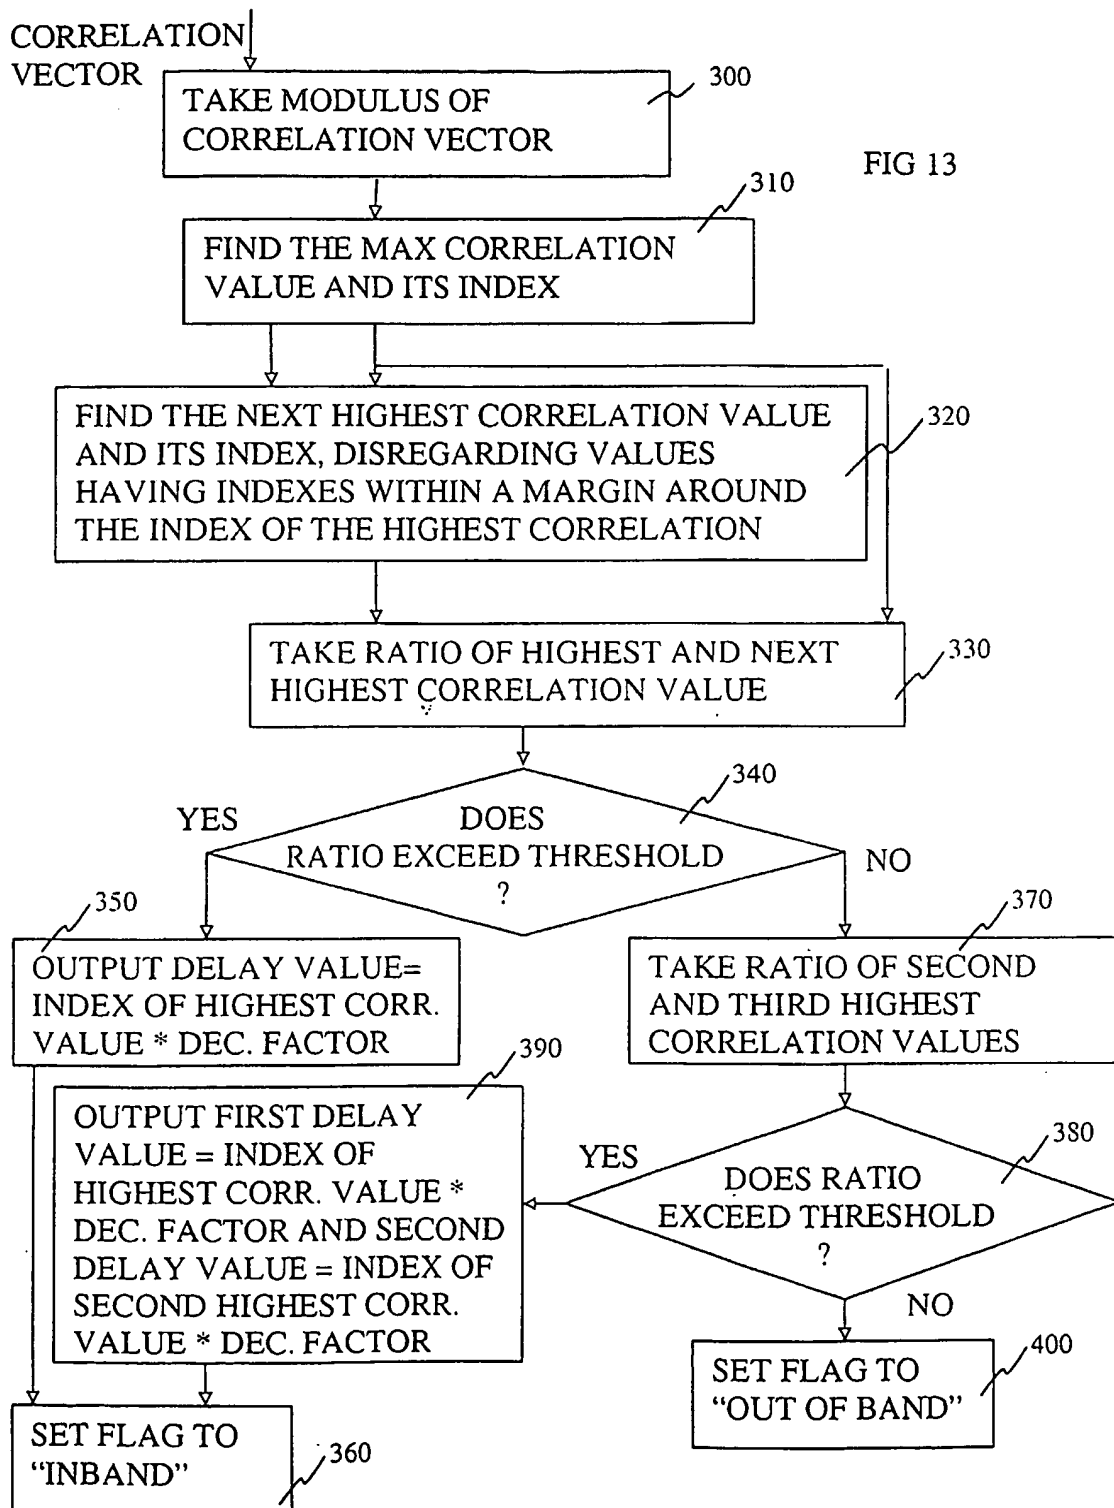 CORRELATION
VECTOR
300
TAKE MODULUS OF
CORRELATION VECTOR
FIG 13
310
FIND THE MAX CORRELATION
VALUE AND ITS INDEX
320
FIND THE NEXT HIGHEST CORRELATION VALUE
AND ITS INDEX, DISREGARDING VALUES
HAVING INDEXES WITHIN A MARGIN AROUND
THE INDEX OF THE HIGHEST CORRELATION
330
TAKE RATIO OF HIGHEST AND NEXT
HIGHEST CORRELATION VALUE
340
YES
DOES
RATIO EXCEED THRESHOLD
?
NO
350
OUTPUT DELAY VALUE=
INDEX OF HIGHEST CORR.
VALUE * DEC. FACTOR
370
TAKE RATIO OF SECOND
AND THIRD HIGHEST
CORRELATION VALUES
390
OUTPUT FIRST DELAY
VALUE = INDEX OF
HIGHEST CORR. VALUE *
DEC. FACTOR AND SECOND
DELAY VALUE = INDEX OF
SECOND HIGHEST CORR.
VALUE * DEC. FACTOR
380
YES
DOES RATIO
EXCEED THRESHOLD
?
NO
400
SET FLAG TO
“OUT OF BAND”
SET FLAG TO
“INBAND”
360